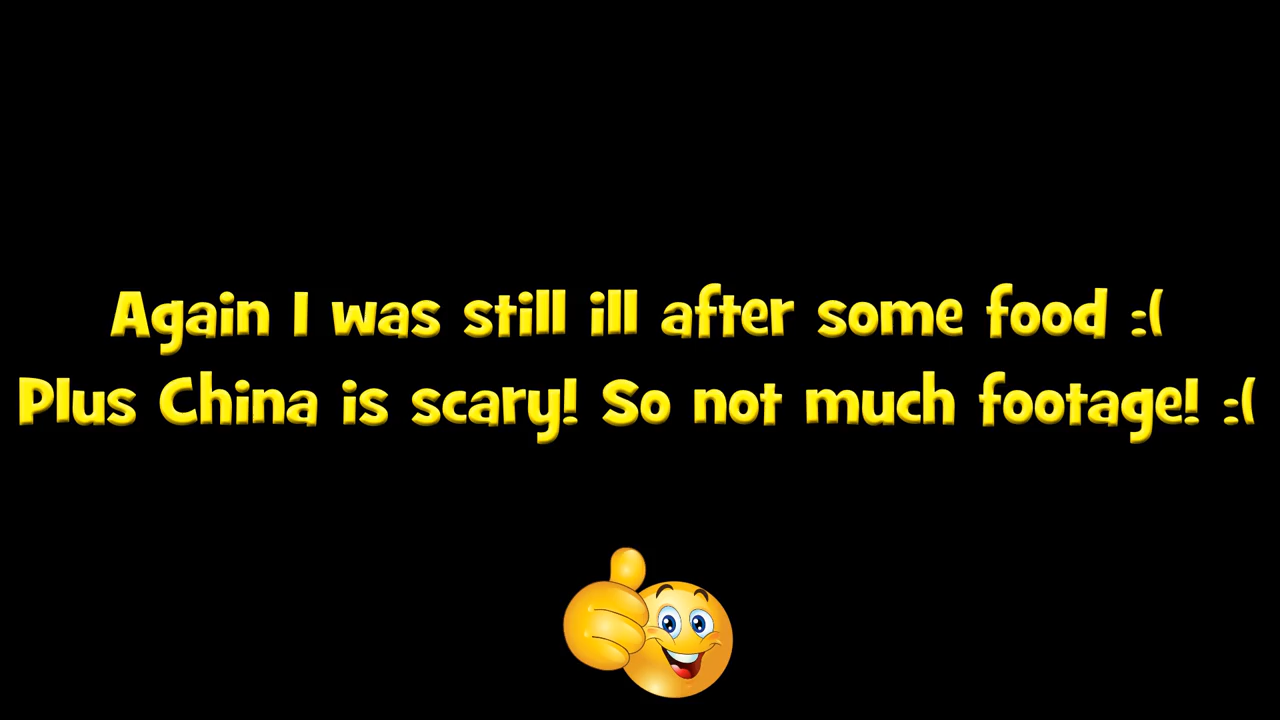 Again I was still ill after some food :(
Plus China is scary! So not much footage! :(